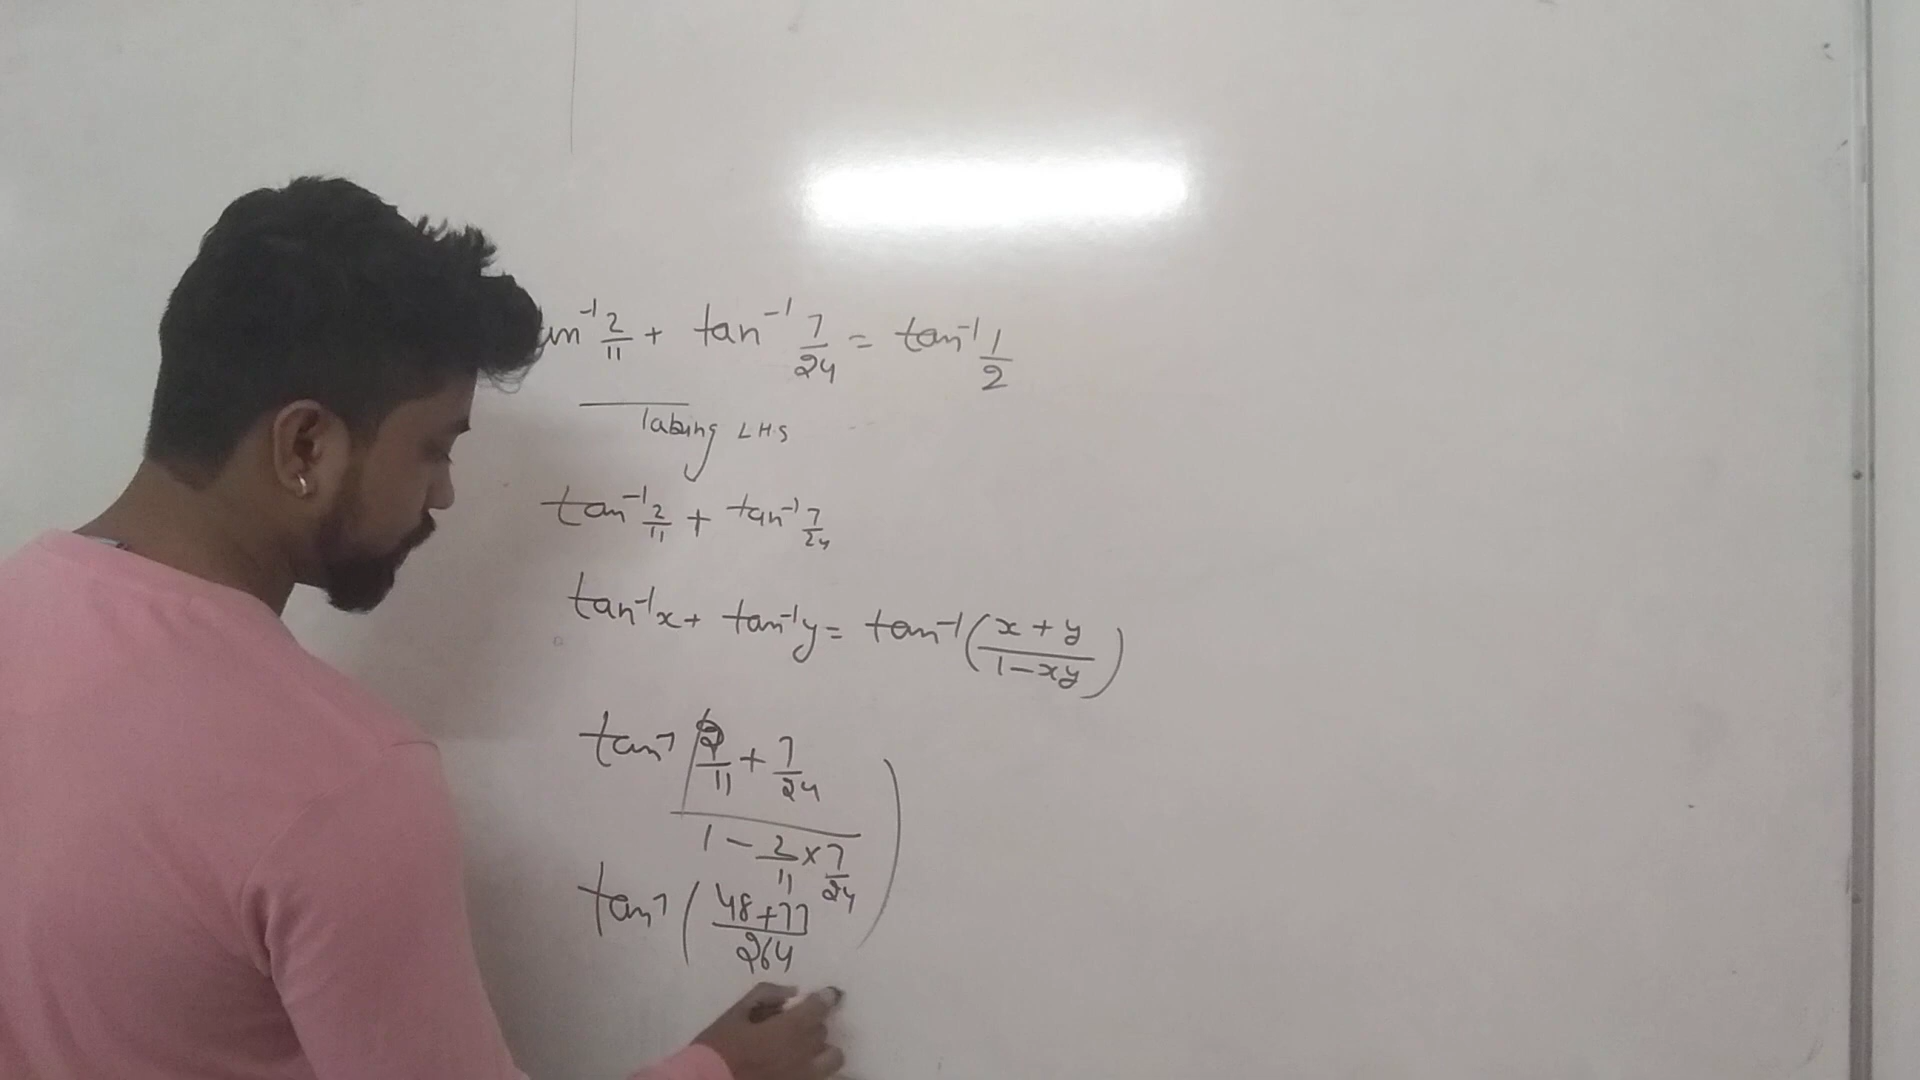 an⁻¹ 2/11 + tan⁻¹ 7/24 = tan⁻¹ 1/2
Taking LHS
tan⁻¹ 2/11 + tan⁻¹ 7/24
tan⁻¹x + tan⁻¹y = tan⁻¹ ( x + y / 1 - xy )
tan⁻¹ ( 2/11 + 7/24
1 - 2/11 × 7/24 )
tan⁻¹ ( 48 + 77 / 264